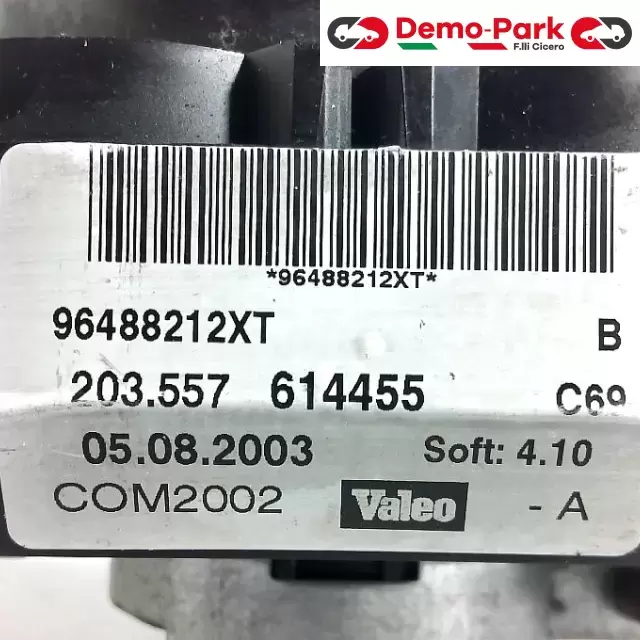 Demo-Park
F.lli Cicero
*96488212XT*
96488212XT B
203.557 614455 C69
05.08.2003 Soft: 4.10
COM2002 Valeo - A